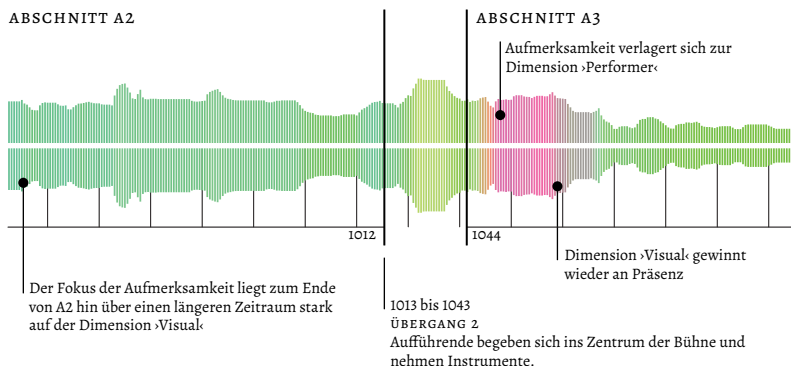 ABSCHNITT A2
ABSCHNITT A3
Aufmerksamkeit verlagert sich zur
Dimension ›Performer‹
1012
1044
Dimension ›Visual‹ gewinnt
wieder an Präsenz
Der Fokus der Aufmerksamkeit liegt zum Ende
von A2 hin über einen längeren Zeitraum stark
auf der Dimension ›Visual‹
1013 bis 1043
ÜBERGANG 2
Aufführende begeben sich ins Zentrum der Bühne und
nehmen Instrumente.